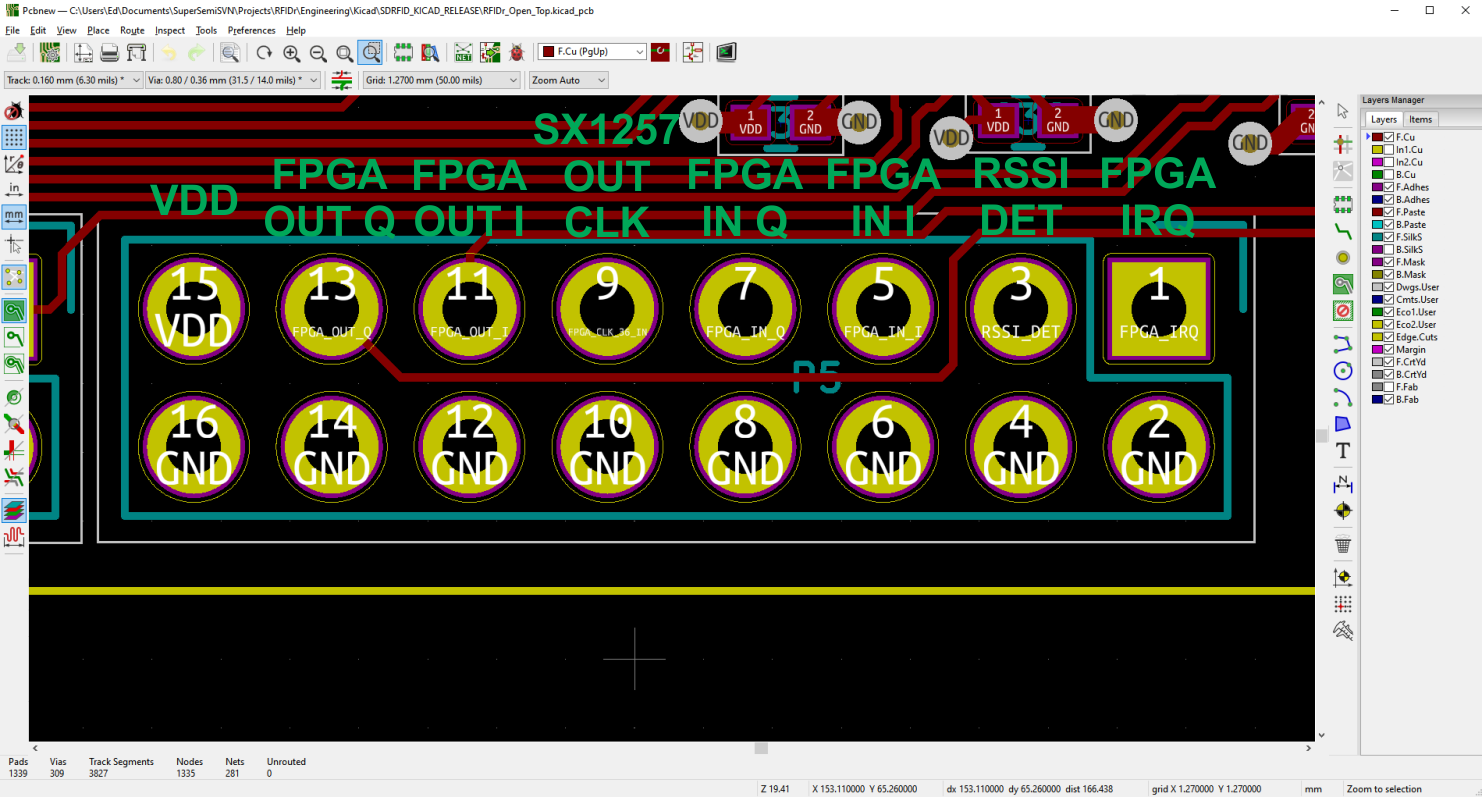 Pcbnew — C:\Users\Ed\Documents\SuperSemiSVN\Projects\RFIDr\Engineering\Kicad\SDRFID_KICAD_RELEASE\RFIDr_Open_Top.kicad_pcb
File Edit View Place Route Inspect Tools Preferences Help
F.Cu (PgUp)
Track: 0.160 mm (6.30 mils) * Via: 0.80 / 0.36 mm (31.5 / 14.0 mils) * Grid: 1.2700 mm (50.00 mils) Zoom Auto
Layers Manager
Layers Items
F.Cu
In1.Cu
In2.Cu
B.Cu
F.Adhes
B.Adhes
F.Paste
B.Paste
F.SilkS
B.SilkS
F.Mask
B.Mask
Dwgs.User
Cmts.User
Eco1.User
Eco2.User
Edge.Cuts
Margin
F.CrtYd
B.CrtYd
F.Fab
B.Fab
in
mm
NET
SX1257 VDD 1 VDD 2 GND GND VDD 1 VDD 2 GND GND GND 2
VDD FPGA OUT Q FPGA OUT I OUT CLK FPGA IN Q FPGA IN I RSSI DET FPGA IRQ
15 13 11 9 7 5 3 1
VDD FPGA_OUT_Q FPGA_OUT_I FPGA_CLK_36_IN FPGA_IN_Q FPGA_IN_I RSSI_DET FPGA_IRQ
P5
16 14 12 10 8 6 4 2
GND GND GND GND GND GND GND GND
Pads Vias Track Segments Nodes Nets Unrouted
1339 309 3827 1335 281 0
Z 19.41 X 153.110000 Y 65.260000 dx 153.110000 dy 65.260000 dist 166.438 grid X 1.270000 Y 1.270000 mm Zoom to selection